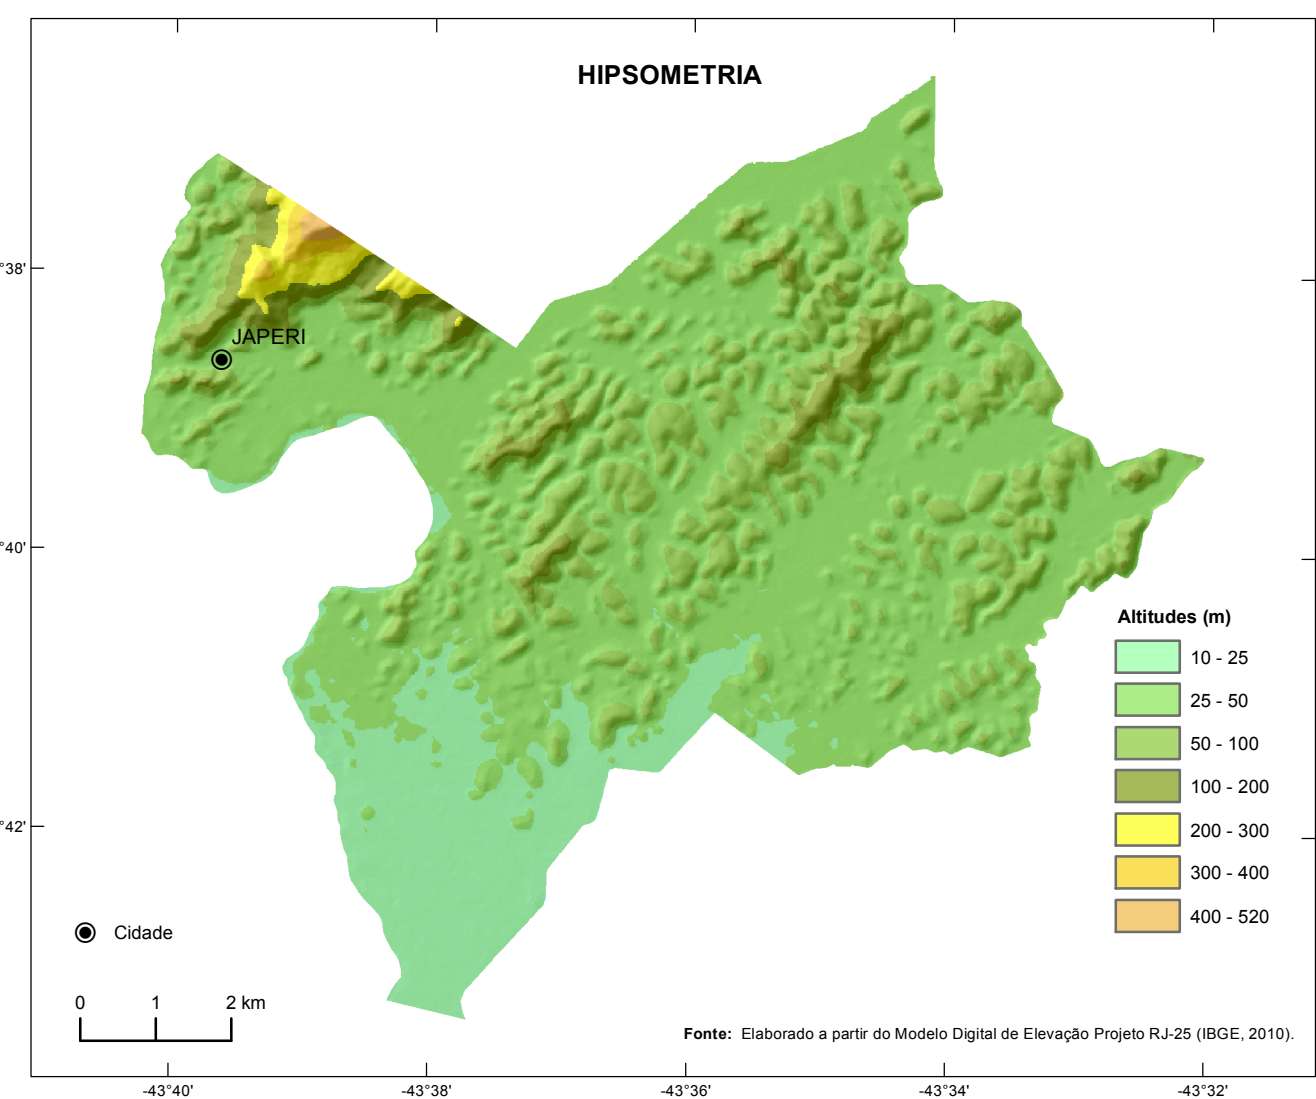 HIPSOMETRIA
°38'
JAPERI
°40'
Altitudes (m)
10 - 25
25 - 50
50 - 100
100 - 200
200 - 300
300 - 400
400 - 520
°42'
Cidade
0 1 2 km
Fonte: Elaborado a partir do Modelo Digital de Elevação Projeto RJ-25 (IBGE, 2010).
-43°40' -43°38' -43°36' -43°34' -43°32'